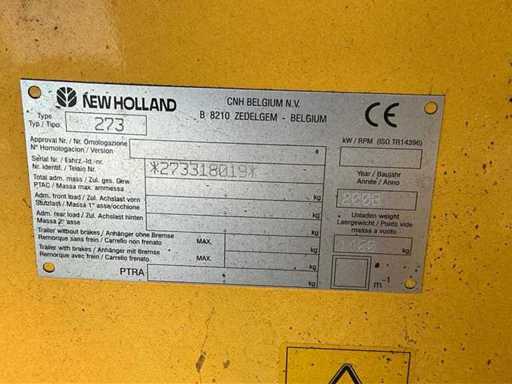 NEW HOLLAND
CNH BELGIUM N.V.
B 8210 ZEDELGEM - BELGIUM
CE
Type
Typ / Tipo: 273
Approval Nr. / Nr. Omologazione
N° Homologacion / Version
Serial Nr. / Fahrz.-Id.-nr.
Nr. identif. / Telaio Nr. *273318019*
Total adm. mass / Zul. ges. Gew.
PTAC / Massa max. ammessa kg
Adm. front load / Zul. Achslast vorn
Stutzlast / Massa 1° asse/occhione kg
Adm. rear load / Zul. Achslast hinten
Massa 2° asse kg
Trailer without brakes / Anhänger ohne Bremse
Remorque sans frein / Carrello non frenato MAX. kg
Trailer with brakes / Anhänger mit Bremse
Remorque avec frein / Carrello frenato MAX. kg
PTRA kg
kW / RPM (ISO TR14396)
Year / Baujahr
Année / Anno
Unladen weight
Leergewicht / Poids vide
massa a vuoto
kg
m⁻¹